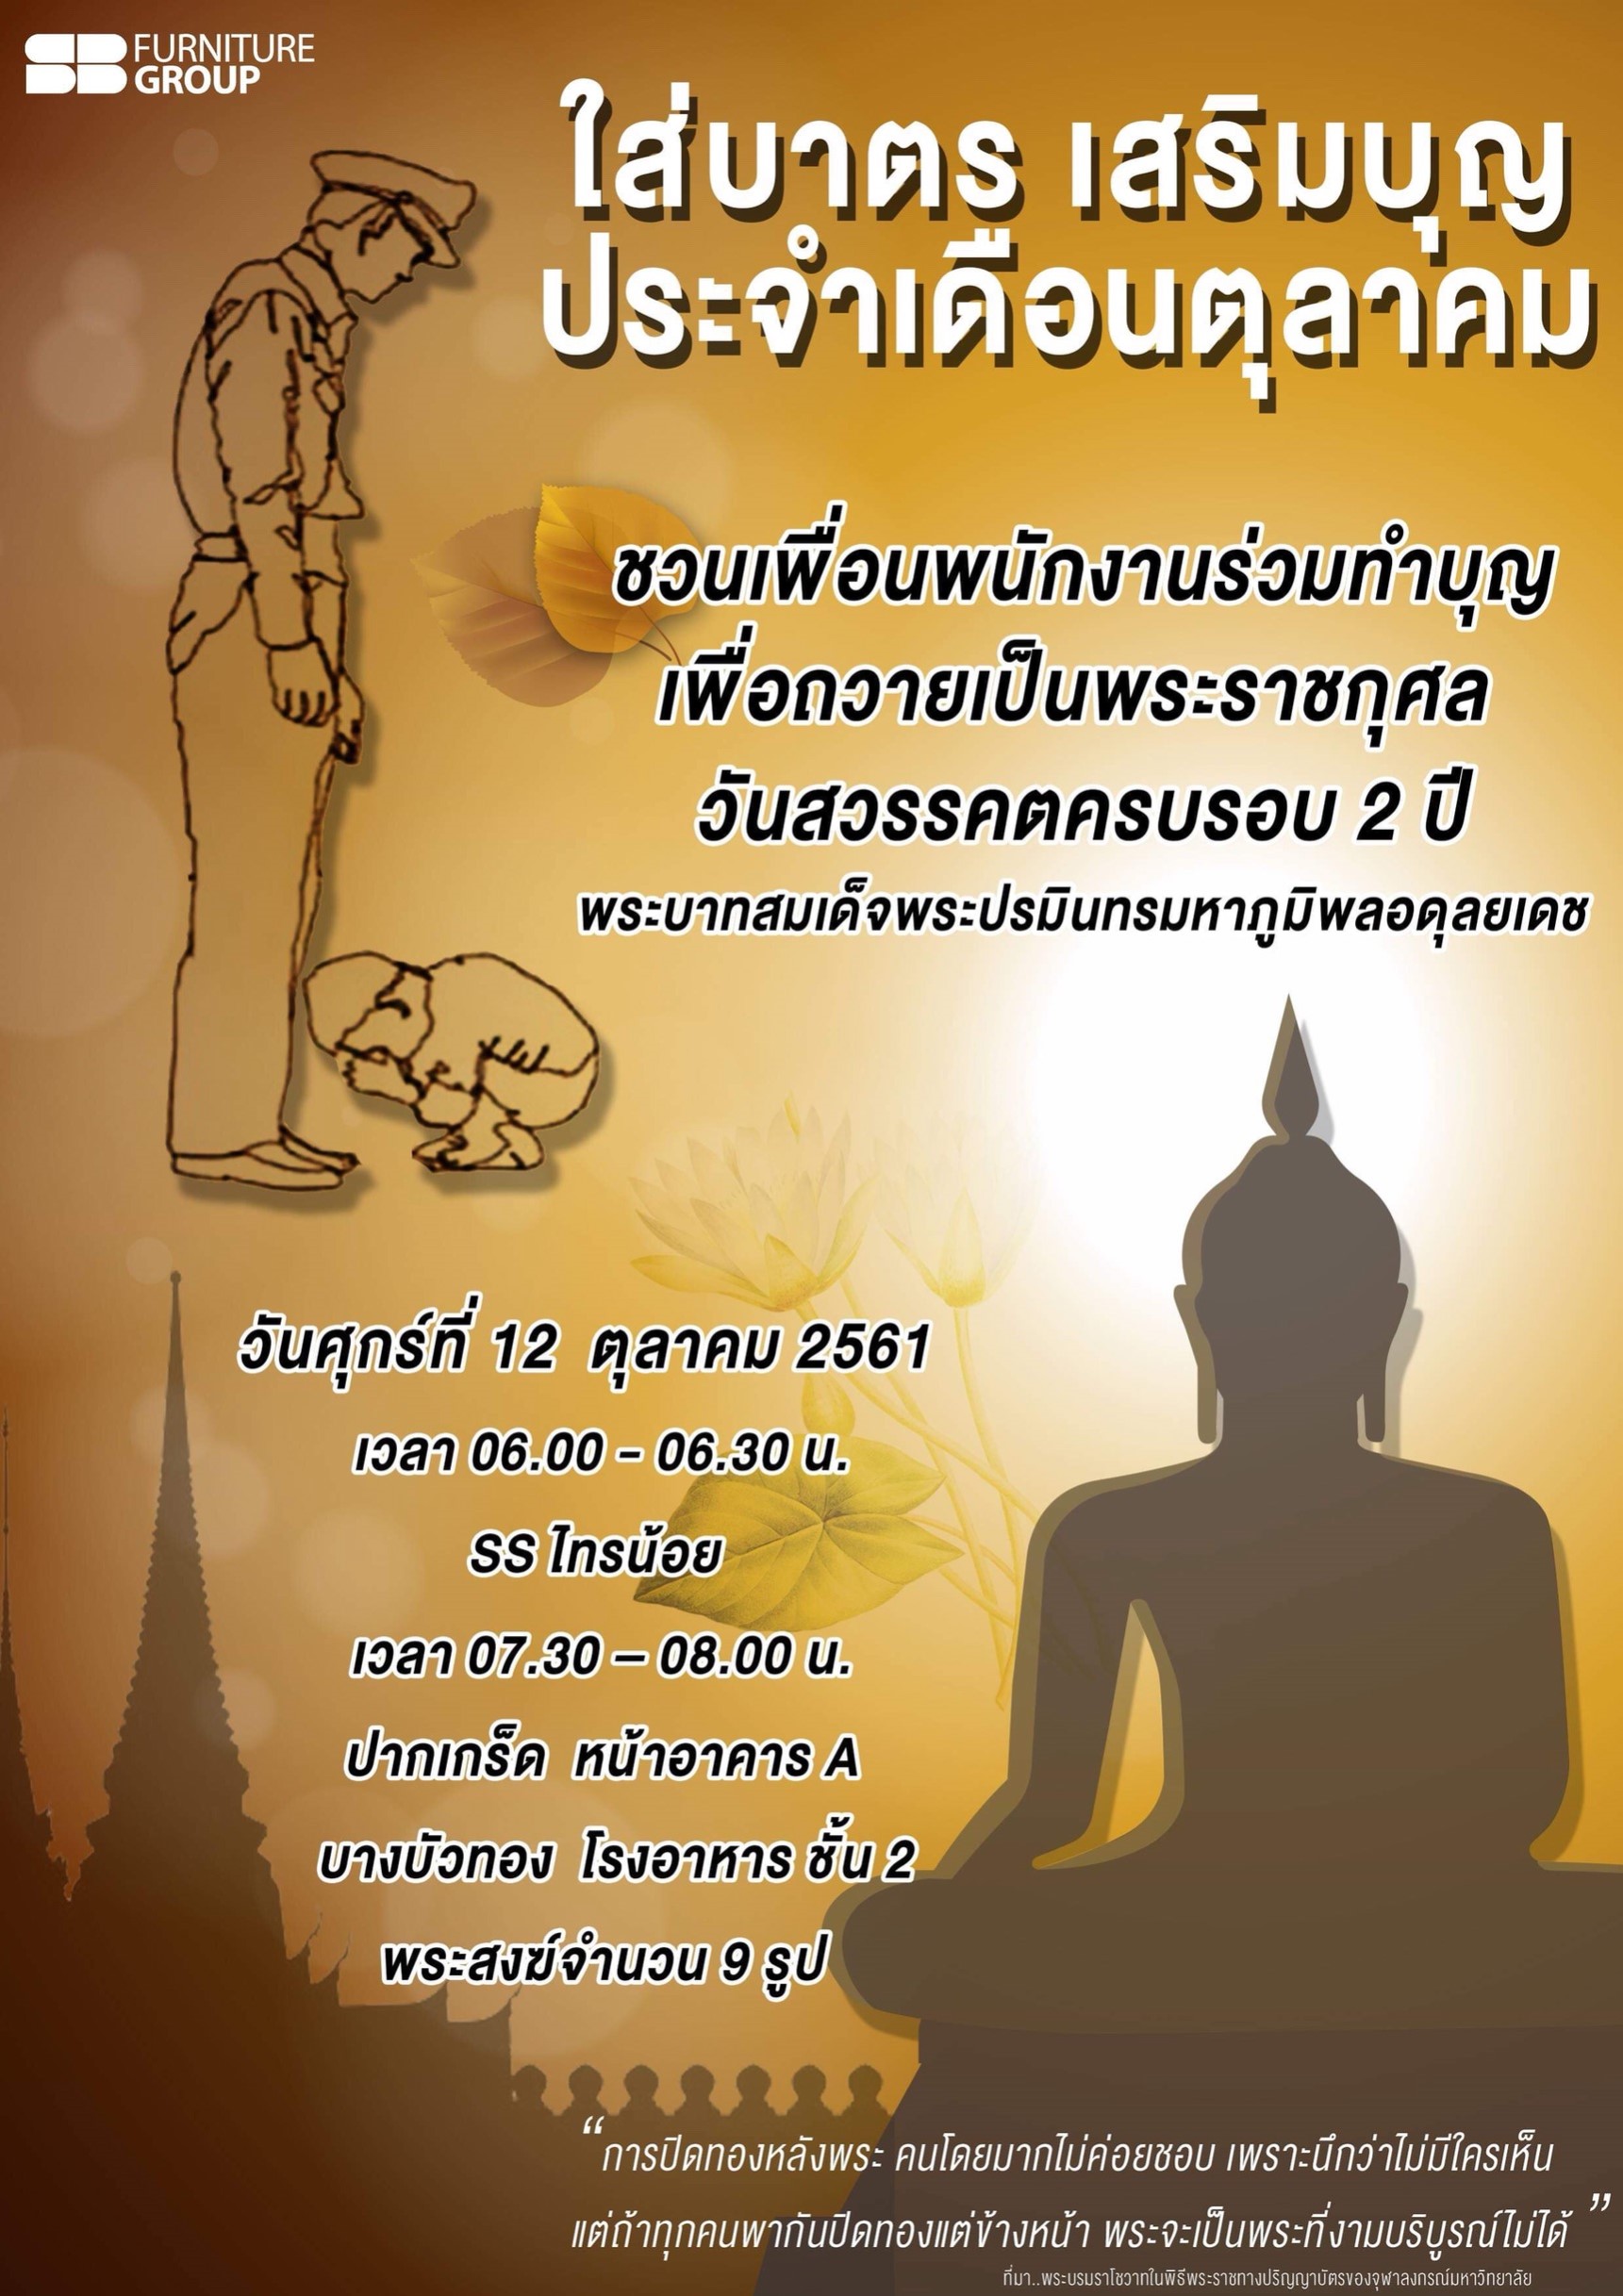 SB FURNITURE
GROUP
ใส่บาตร เสริมบุญ
ประจำเดือนตุลาคม
ชวนเพื่อนพนักงานร่วมทำบุญ
เพื่อถวายเป็นพระราชกุศล
วันสวรรคตครบรอบ 2 ปี
พระบาทสมเด็จพระปรมินทรมหาภูมิพลอดุลยเดช
วันศุกร์ที่ 12 ตุลาคม 2561
เวลา 06.00 - 06.30 น.
SS ไทรน้อย
เวลา 07.30 – 08.00 น.
ปากเกร็ด หน้าอาคาร A
บางบัวทอง โรงอาหาร ชั้น 2
พระสงฆ์จำนวน 9 รูป
“การปิดทองหลังพระ คนโดยมากไม่ค่อยชอบ เพราะนึกว่าไม่มีใครเห็น
แต่ถ้าทุกคนพากันปิดทองแต่ข้างหน้า พระจะเป็นพระที่งามบริบูรณ์ไม่ได้”
ที่มา..พระบรมราโชวาทในพิธีพระราชทางปริญญาบัตรของจุฬาลงกรณ์มหาวิทยาลัย